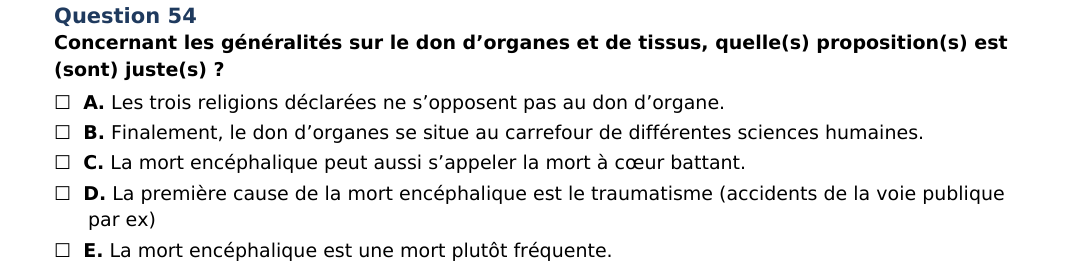 Question 54
Concernant les généralités sur le don d’organes et de tissus, quelle(s) proposition(s) est
(sont) juste(s) ?
☐ A. Les trois religions déclarées ne s’opposent pas au don d’organe.
☐ B. Finalement, le don d’organes se situe au carrefour de différentes sciences humaines.
☐ C. La mort encéphalique peut aussi s’appeler la mort à cœur battant.
☐ D. La première cause de la mort encéphalique est le traumatisme (accidents de la voie publique
par ex)
☐ E. La mort encéphalique est une mort plutôt fréquente.